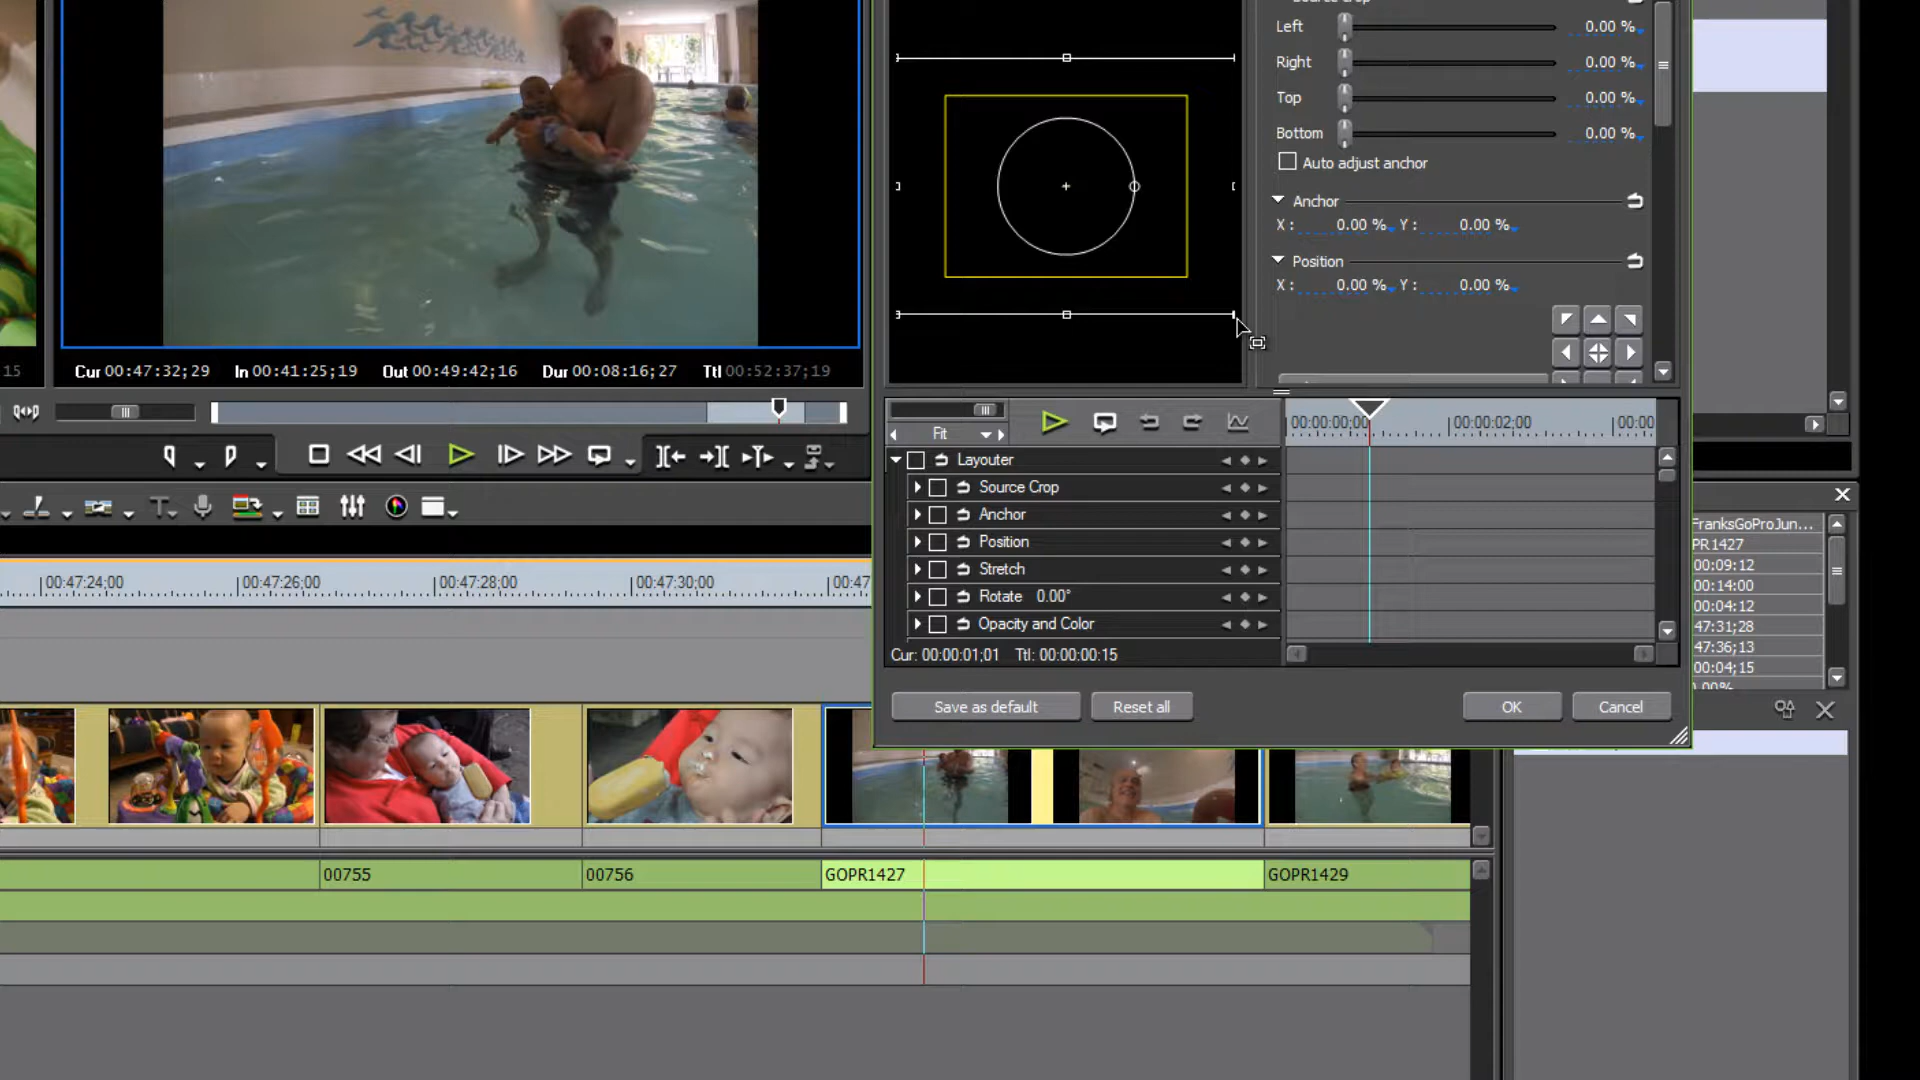 Left 0.00 %
Right 0.00 %
Top 0.00 %
Bottom 0.00 %
Auto adjust anchor
Anchor
X : 0.00 % Y : 0.00 %
Position
X : 0.00 % Y : 0.00 %
15 Cur 00:47:32;29 In 00:41:25;19 Out 00:49:42;16 Dur 00:08:16;27 Ttl 00:52:37;19
Fit
00:00:00;00 00:00:02;00 00:00
Layouter
Source Crop
Anchor
Position
Stretch
Rotate 0.00°
Opacity and Color
Cur: 00:00:01;01 Ttl: 00:00:00:15
Save as default Reset all OK Cancel
FranksGoProJun...
PR1427
00:09:12
00:14:00
00:04:12
47:31;28
47:36;13
00:04;15
00:47:24;00 00:47:26;00 00:47:28;00 00:47:30;00 00:47
00755 00756 GOPR1427 GOPR1429